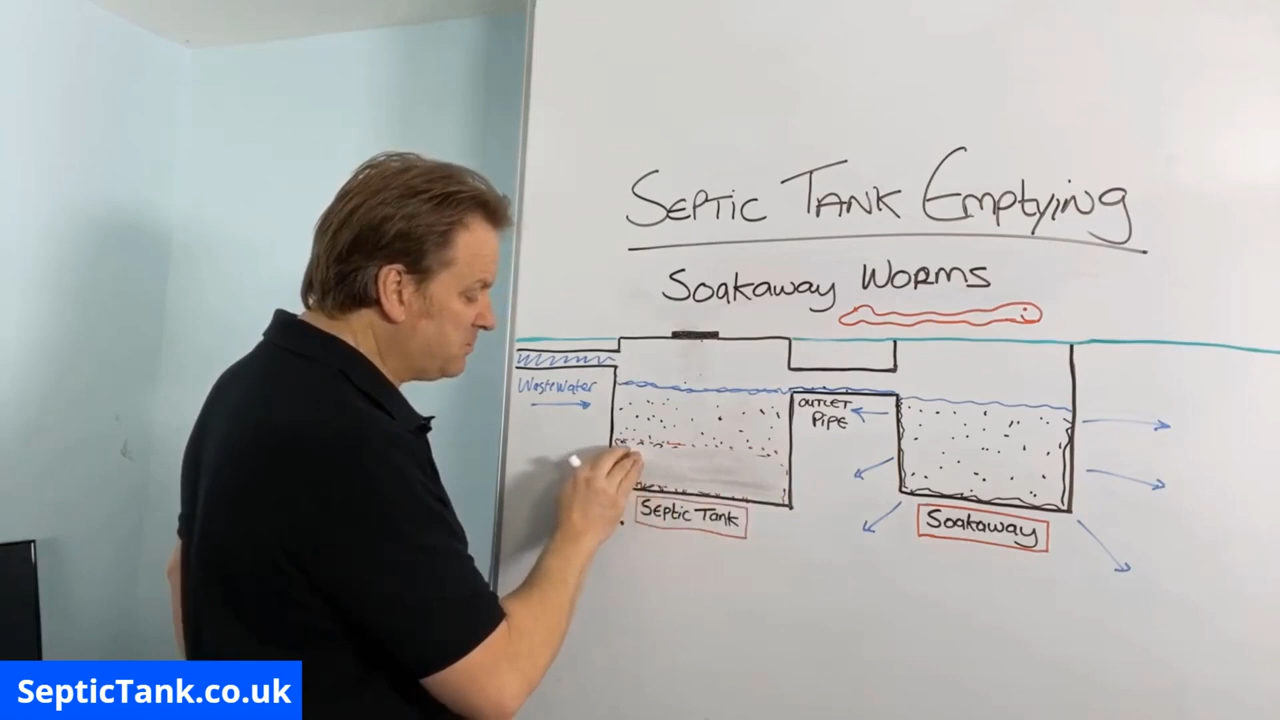 SEPTIC TANK EMPTYING
Soakaway WORMS
WasteWater
OUTLET
PIPE
SEPTIC TANK
Soakaway
SepticTank.co.uk